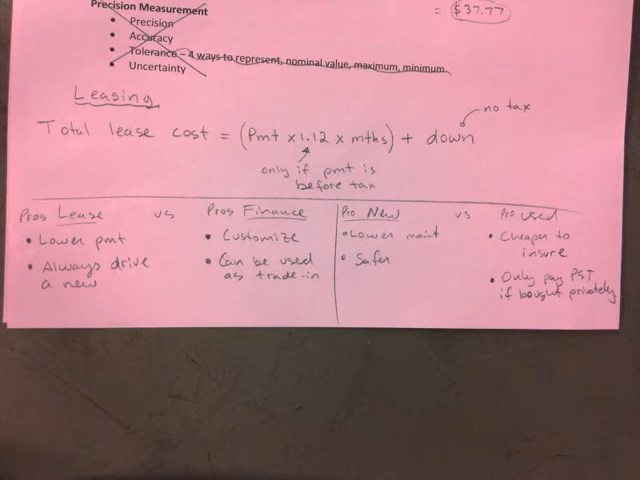 Precision Measurement
= $37.77
• Precision
• Accuracy
• Tolerance – 4 ways to represent, nominal value, maximum, minimum
• Uncertainty
Leasing
no tax
Total lease cost = (Pmt x 1.12 x mths) + down
only if pmt is
before tax
Pros Lease vs Pros Finance Pro New vs Pro Used
• Lower pmt
• Always drive
a new
• Customize
• Can be used
as trade-in
• Lower maint
• Safer
• Cheaper to
insure
• Only pay PST
if bought privately